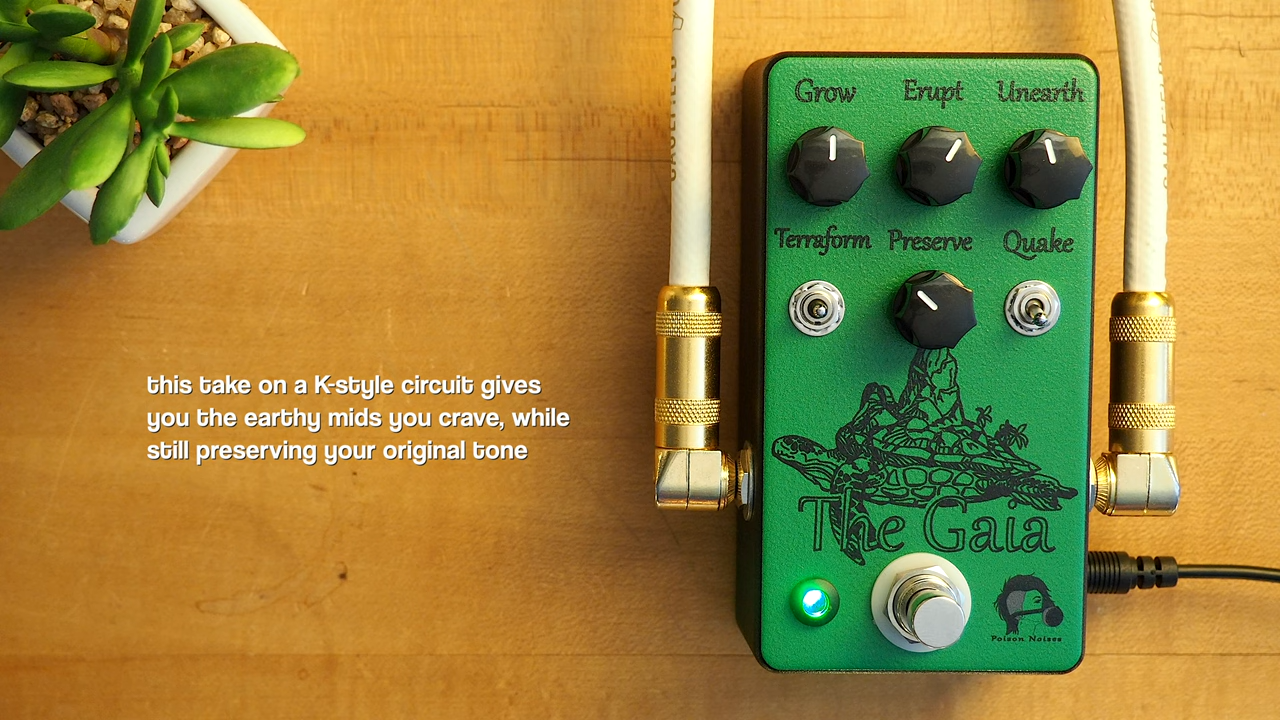 this take on a K-style circuit gives
you the earthy mids you crave, while
still preserving your original tone
Grow Erupt Unearth
Terraform Preserve Quake
The Gaia
Poison Noises